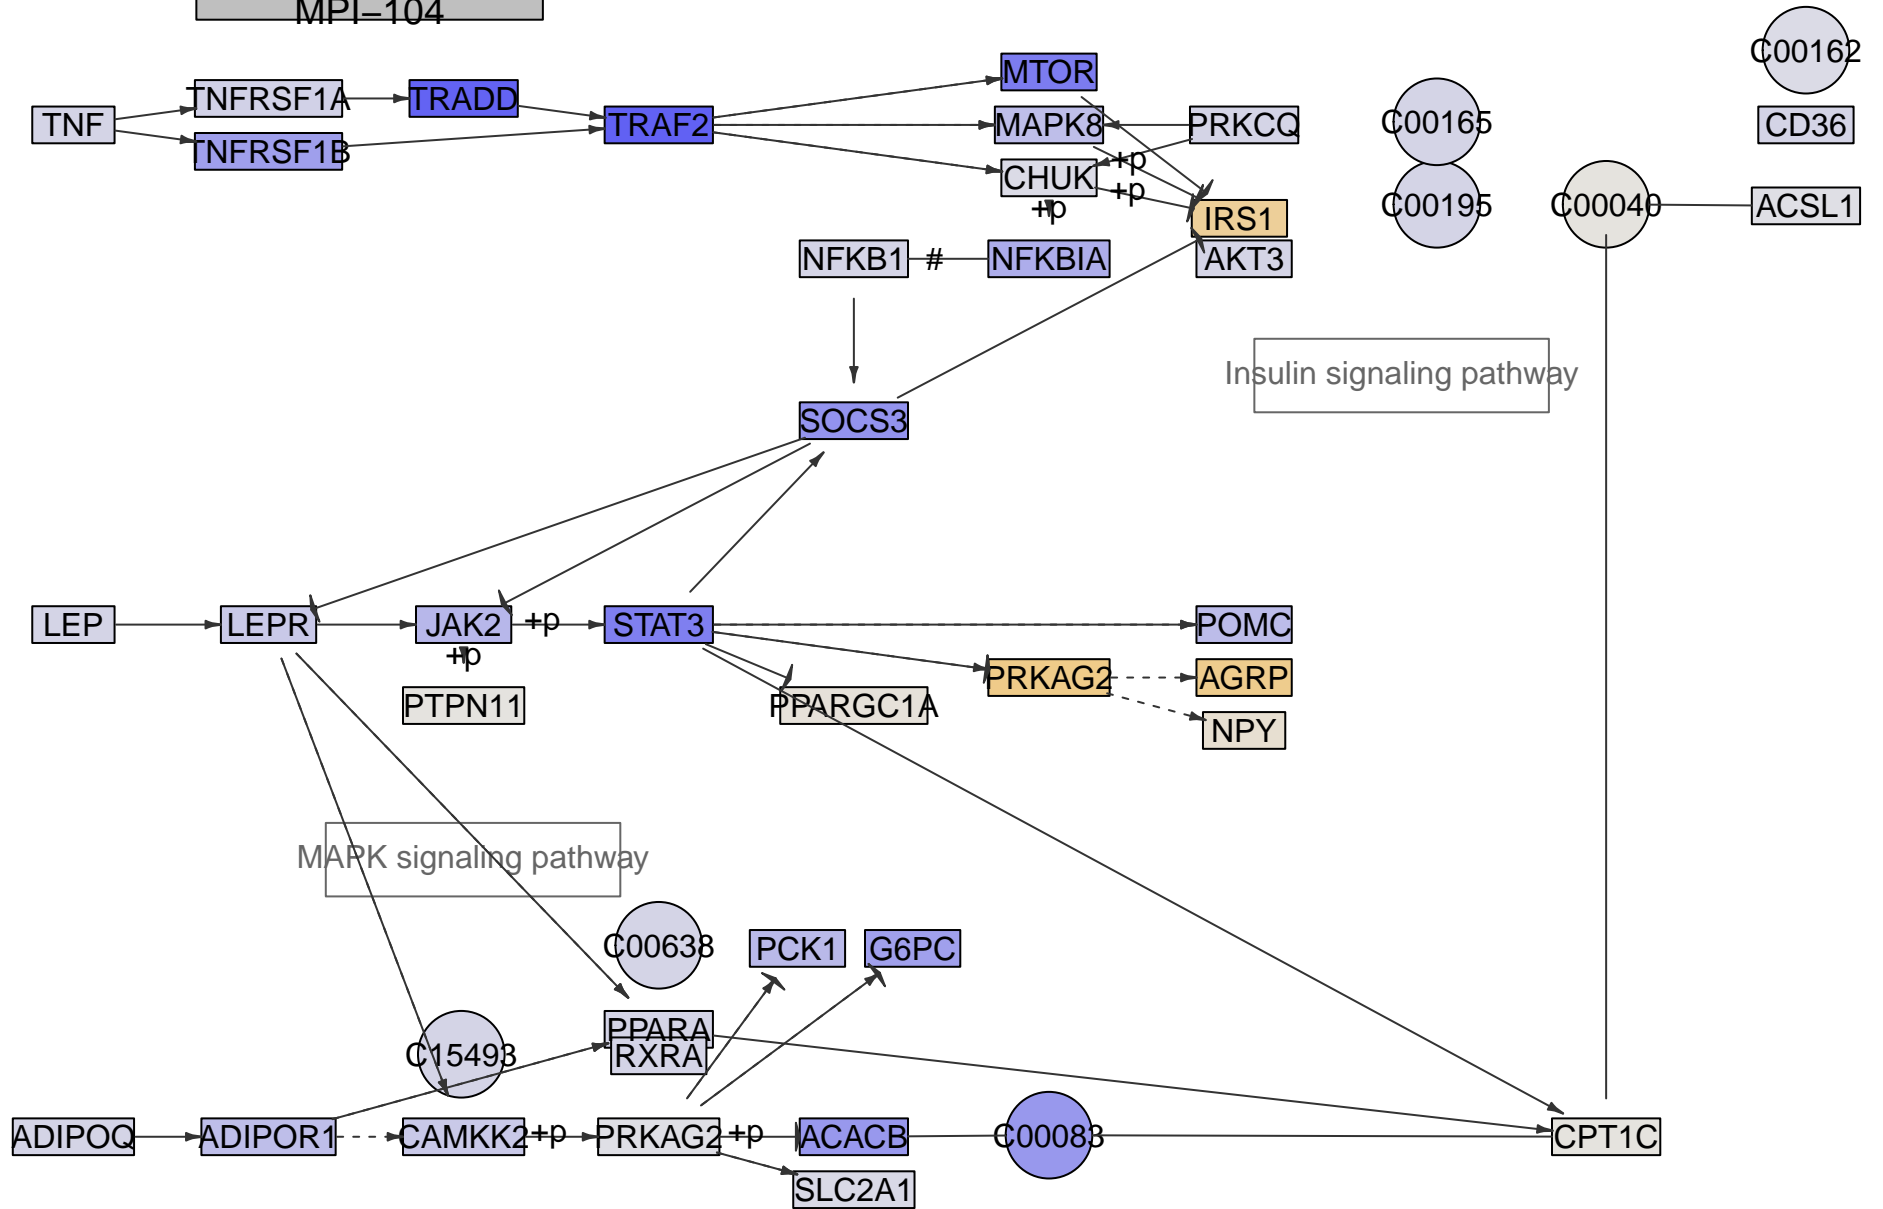 MPI–104
C00162
TNF
TNFRSF1A
TRADD
TNFRSF1B
TRAF2
MTOR
MAPK8
PRKCQ
CHUK
+p
+p
+p
IRS1
AKT3
NFKB1
#
NFKBIA
C00165
C00195
C00040
CD36
ACSL1
Insulin signaling pathway
SOCS3
LEP
LEPR
JAK2
+p
STAT3
+p
PTPN11
PPARGC1A
PRKAG2
POMC
AGRP
NPY
MAPK signaling pathway
C00638
PCK1
G6PC
C15493
PPARA
RXRA
ADIPOQ
ADIPOR1
CAMKK2
+p
PRKAG2
+p
ACACB
C00083
CPT1C
SLC2A1